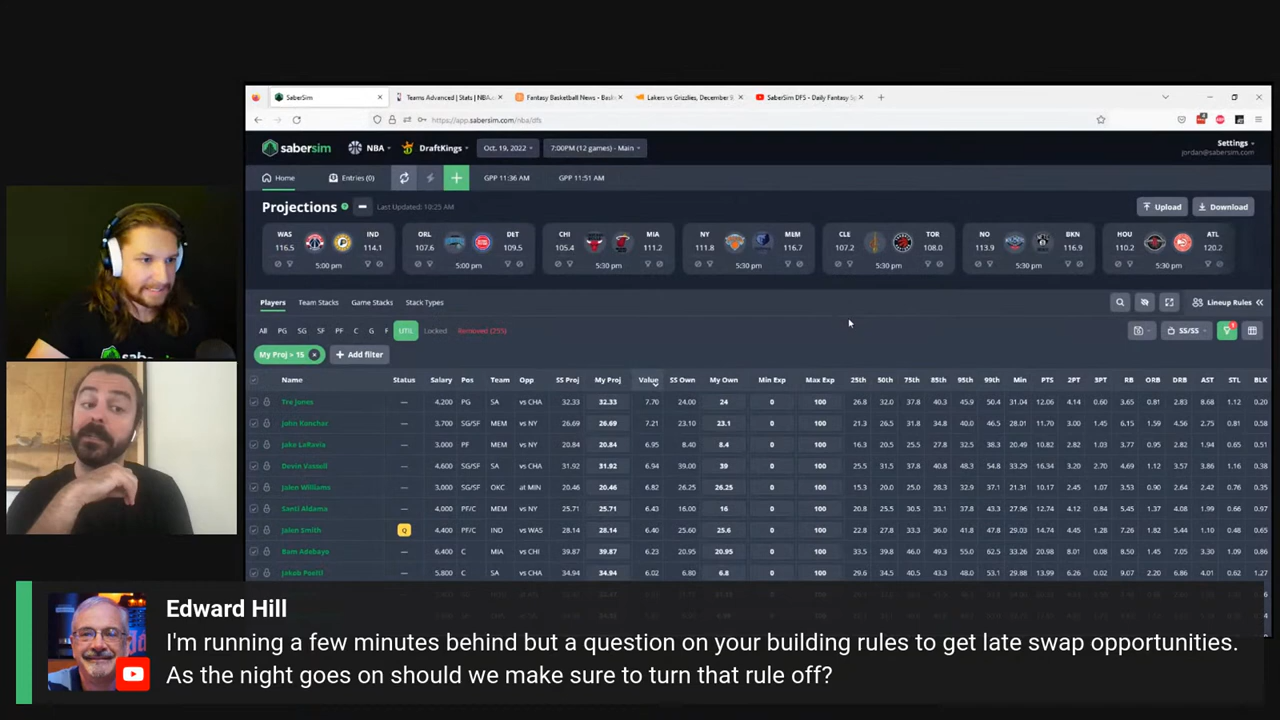 SaberSim
Teams Advanced | Stats | NBA.c
Fantasy Basketball News - Bask
Lakers vs Grizzlies, December 9,
SaberSim DFS - Daily Fantasy Sp
https://app.sabersim.com/nba/dfs
sabersim NBA DraftKings Oct. 19, 2022 7:00PM (12 games) - Main Settings
jordan@sabersim.com
Home Entries (0) GPP 11:36 AM GPP 11:51 AM
Projections Last Updated: 10:25 AM Upload Download
WAS IND ORL DET CHI MIA NY MEM CLE TOR NO BKN HOU ATL
116.5 114.1 107.6 109.5 105.4 111.2 111.8 116.7 107.2 108.0 113.9 116.9 110.2 120.2
5:00 pm 5:00 pm 5:30 pm 5:30 pm 5:30 pm 5:30 pm 5:30 pm
Players Team Stacks Game Stacks Stack Types Lineup Rules
All PG SG SF PF C G F UTIL Locked Removed (255) SS/SS
My Proj > 15 Add filter
Name Status Salary Pos Team Opp SS Proj My Proj Value SS Own My Own Min Exp Max Exp 25th 50th 75th 85th 95th 99th Min PTS 2PT 3PT RB ORB DRB AST STL BLK
Tre Jones — 4,200 PG SA vs CHA 32.33 32.33 7.70 24.00 24 0 100 26.8 32.0 37.8 40.3 45.9 50.4 31.04 12.06 4.14 0.60 3.65 0.81 2.83 8.68 1.12 0.20
John Konchar — 3,700 SG/SF MEM vs NY 26.69 26.69 7.21 23.10 23.1 0 100 21.3 26.5 31.8 34.8 40.0 46.5 28.01 11.70 3.00 1.45 6.15 1.59 4.56 2.75 0.81 0.58
Jake LaRavia — 3,000 PF MEM vs NY 20.84 20.84 6.95 8.40 8.4 0 100 16.3 20.5 25.5 27.8 32.5 38.3 20.49 10.82 2.82 1.03 3.77 0.95 2.82 1.94 0.65 0.51
Devin Vassell — 4,600 SG/SF SA vs CHA 31.92 31.92 6.94 39.00 39 0 100 25.5 31.5 37.8 40.8 48.3 54.8 33.29 16.34 3.20 2.70 4.69 1.12 3.57 3.86 1.16 0.38
Jalen Williams — 3,000 SG/SF OKC at MIN 20.46 20.46 6.82 26.25 26.25 0 100 15.3 20.0 25.0 28.3 32.9 37.1 21.31 10.17 2.45 1.07 3.53 0.90 2.64 2.42 0.76 0.35
Santi Aldama — 4,000 PF/C MEM vs NY 25.71 25.71 6.43 16.00 16 0 100 20.8 25.5 30.5 33.1 37.8 43.3 27.97 12.74 4.12 0.84 5.45 1.37 4.08 1.99 0.66 0.97
Jalen Smith Q 4,400 PF/C IND vs WAS 28.14 28.14 6.40 25.60 25.6 0 100 22.8 27.8 33.3 36.0 41.8 47.8 29.03 14.74 4.45 1.28 7.26 1.82 5.44 1.10 0.48 0.65
Bam Adebayo — 6,400 C MIA vs CHI 39.87 39.87 6.23 20.95 20.95 0 100 33.5 39.8 46.0 49.3 55.0 62.5 33.26 20.98 8.01 0.08 8.50 1.45 7.05 3.30 1.09 0.86
Jakob Poeltl — 5,800 C SA vs CHA 34.94 34.94 6.02 6.80 6.8 0 100 29.6 34.5 40.5 43.3 48.0 53.1 29.88 13.99 6.26 0.02 9.07 2.20 6.86 4.01 0.62 1.27
Edward Hill
I'm running a few minutes behind but a question on your building rules to get late swap opportunities.
As the night goes on should we make sure to turn that rule off?